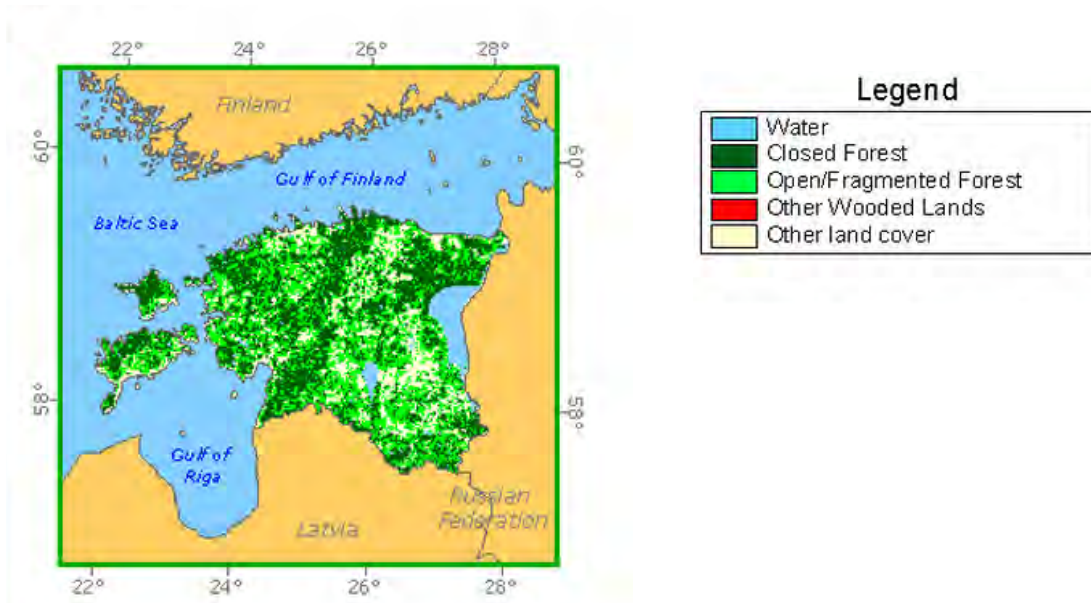 22° 24° 26° 28°
Finland
60° 60°
Gulf of Finland
Baltic Sea
58° 58°
Gulf of
Riga
Russian
Federation
Latvia
22° 24° 26° 28°
Legend
Water
Closed Forest
Open/Fragmented Forest
Other Wooded Lands
Other land cover